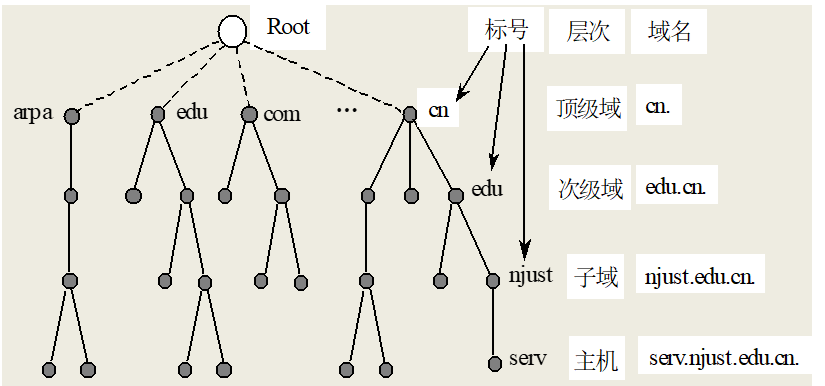 Root 标号 层次 域名
arpa edu com ... cn 顶级域 cn.
edu 次级域 edu.cn.
njust 子域 njust.edu.cn.
serv 主机 serv.njust.edu.cn.